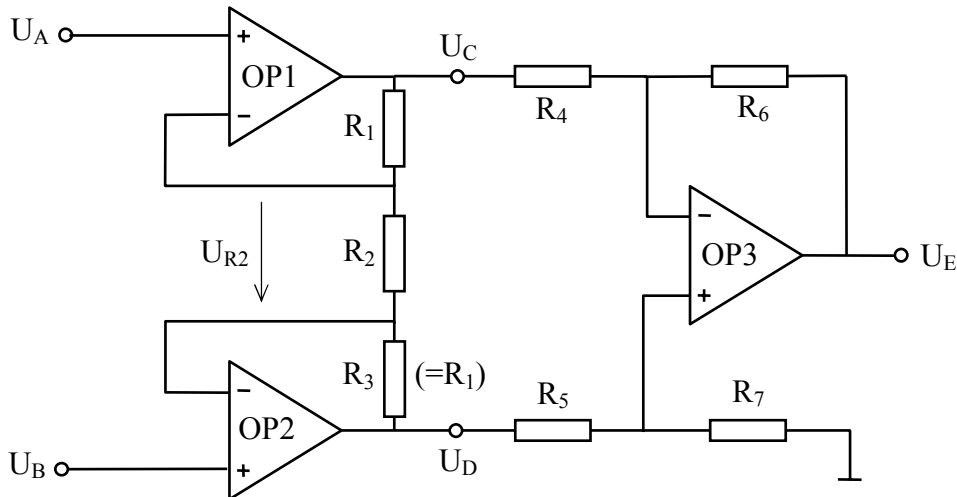 U_A
+
OP1
−
U_C
R_4
R_6
R_1
U_R2
R_2
−
OP3
+
U_E
R_3 (=R_1)
−
OP2
+
U_B
U_D
R_5
R_7